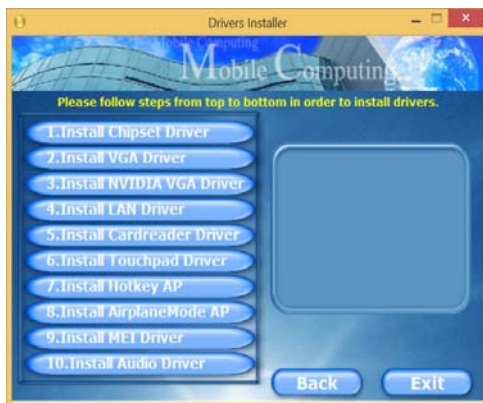 Drivers Installer
Mobile Computing
Mobile Computing
Please follow steps from top to bottom in order to install drivers.
1.Install Chipset Driver
2.Install VGA Driver
3.Install NVIDIA VGA Driver
4.Install LAN Driver
5.Install Cardreader Driver
6.Install Touchpad Driver
7.Install Hotkey AP
8.Install AirplaneMode AP
9.Install MEI Driver
10.Install Audio Driver
Back
Exit